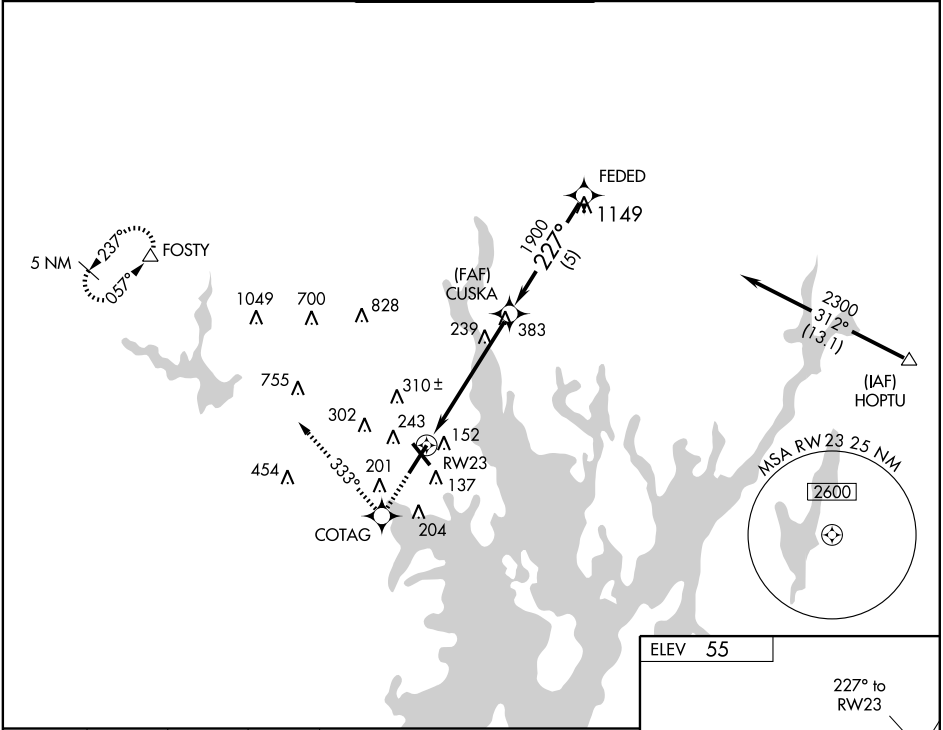 FEDED
1149
1900
227°
(5)
(FAF)
CUSKA
383
239
FOSTY
5 NM
237°
057°
1049
700
828
2300
312°
(13.1)
(IAF)
HOPTU
755
310 ±
302
243
152
RW23
454
201
137
333°
204
COTAG
MSA RW23 25 NM
2600
ELEV 55
227° to
RW23